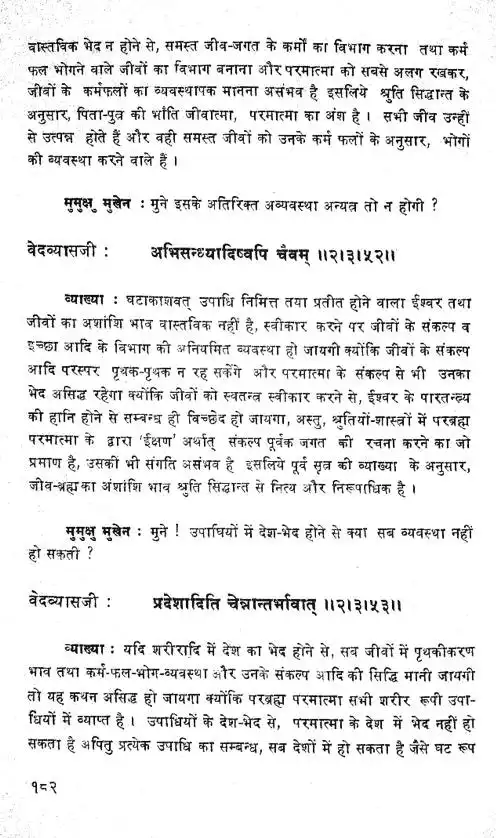 वास्तविक भेद न होने से, समस्त जीव-जगत के कर्मों का विभाग करना तथा कर्म
फल भोगने वाले जीवों का विभाग बनाना और परमात्मा को सबसे अलग रखकर,
जीवों के कर्मफलों का व्यवस्थापक मानना असंभव है इसलिये श्रुति सिद्धान्त के
अनुसार, पिता-पुत्र की भाँति जीवात्मा, परमात्मा का अंश है । सभी जीव उन्हीं
से उत्पन्न होते हैं और वही समस्त जीवों को उनके कर्म फलों के अनुसार, भोगों
की व्यवस्था करने वाले हैं ।
मुमुक्षु मुखेन : मुने इसके अतिरिक्त अव्यवस्था अन्यत्र तो न होगी ?
वेदव्यासजी : अभिसन्ध्यादिष्वपि चैवम् ॥२।३।५२॥
व्याख्या : घटाकाशवत् उपाधि निमित्त तया प्रतीत होने वाला ईश्वर तथा
जीवों का अशांशि भाव वास्तविक नहीं है, स्वीकार करने पर जीवों के संकल्प व
इच्छा आदि के विभाग की अनियमित व्यवस्था हो जायगी क्योंकि जीवों के संकल्प
आदि परस्पर पृथक-पृथक न रह सकेंगे और परमात्मा के संकल्प से भी उनका
भेद असिद्ध रहेगा क्योंकि जीवों को स्वतन्त्र स्वीकार करने से, ईश्वर के पारतन्त्र्य
की हानि होने से सम्बन्ध ही विच्छेद हो जायगा, अस्तु, श्रुतियों-शास्त्रों में परब्रह्म
परमात्मा के द्वारा 'ईक्षण' अर्थात् संकल्प पूर्वक जगत की रचना करने का जो
प्रमाण है, उसकी भी संगति असंभव है इसलिये पूर्व सूत्र की व्याख्या के अनुसार,
जीव-ब्रह्म का अंशांशि भाव श्रुति सिद्धान्त से नित्य और निरूपाधिक है ।
मुमुक्षु मुखेन : मुने ! उपाधियों में देश-भेद होने से क्या सब व्यवस्था नहीं
हो सकती ?
वेदव्यासजी : प्रदेशादिति चेन्नान्तर्भावात् ॥२।३।५३॥
व्याख्या : यदि शरीरादि में देश का भेद होने से, सब जीवों में पृथकीकरण
भाव तथा कर्म-फल-भोग-व्यवस्था और उनके संकल्प आदि की सिद्धि मानी जायगी
तो यह कथन असिद्ध हो जायगा क्योंकि परब्रह्म परमात्मा सभी शरीर रूपी उपा-
धियों में व्याप्त है । उपाधियों के देश-भेद से, परमात्मा के देश में भेद नहीं हो
सकता है अपितु प्रत्येक उपाधि का सम्बन्ध, सब देशों में हो सकता है जैसे घट रूप
१८२